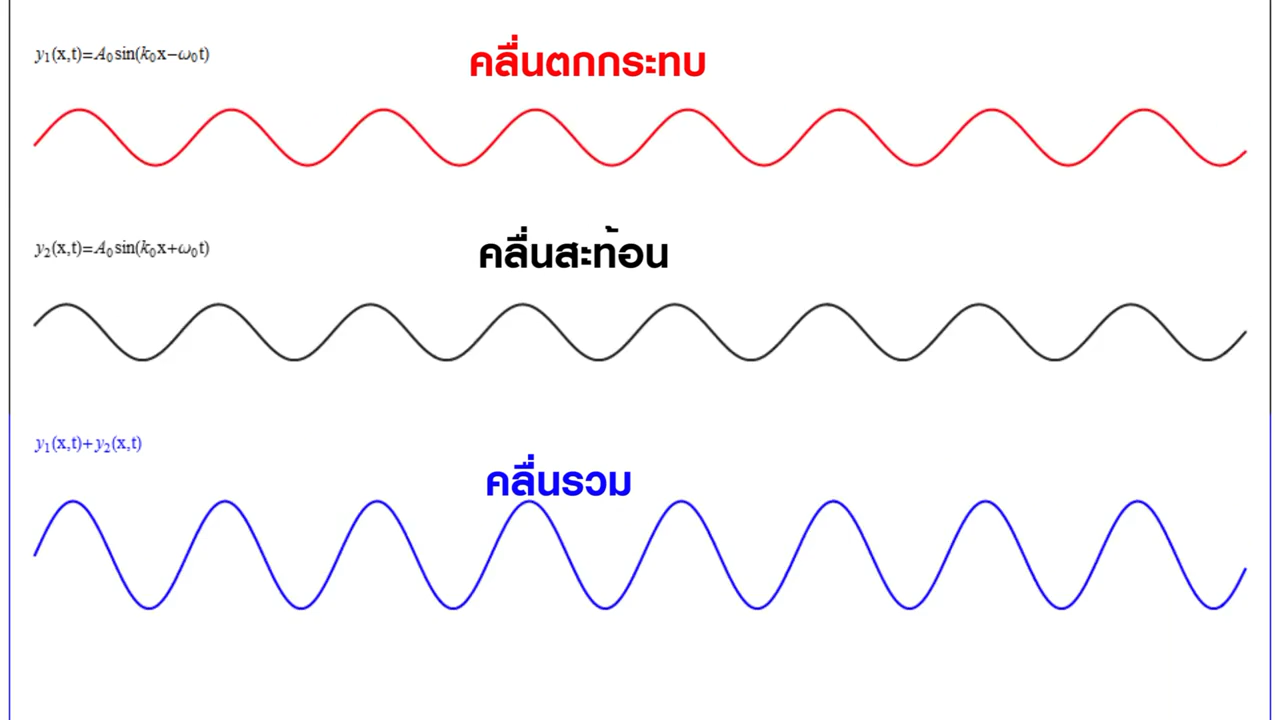 y₁(x,t)=A₀sin(k₀x−ω₀t)
คลื่นตกกระทบ
y₂(x,t)=A₀sin(k₀x+ω₀t)
คลื่นสะท้อน
y₁(x,t)+y₂(x,t)
คลื่นรวม